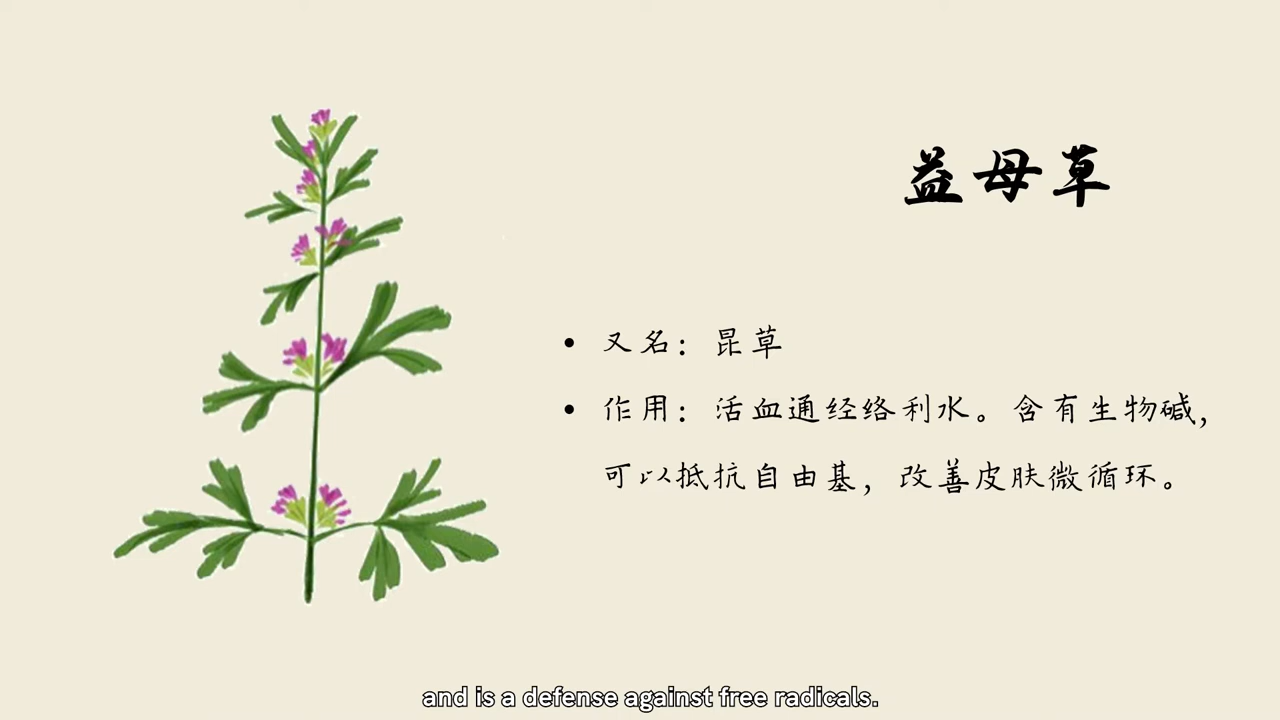 益母草
• 又名：昆草
• 作用：活血通经络利水。含有生物碱，
可以抵抗自由基，改善皮肤微循环。
and is a defense against free radicals.